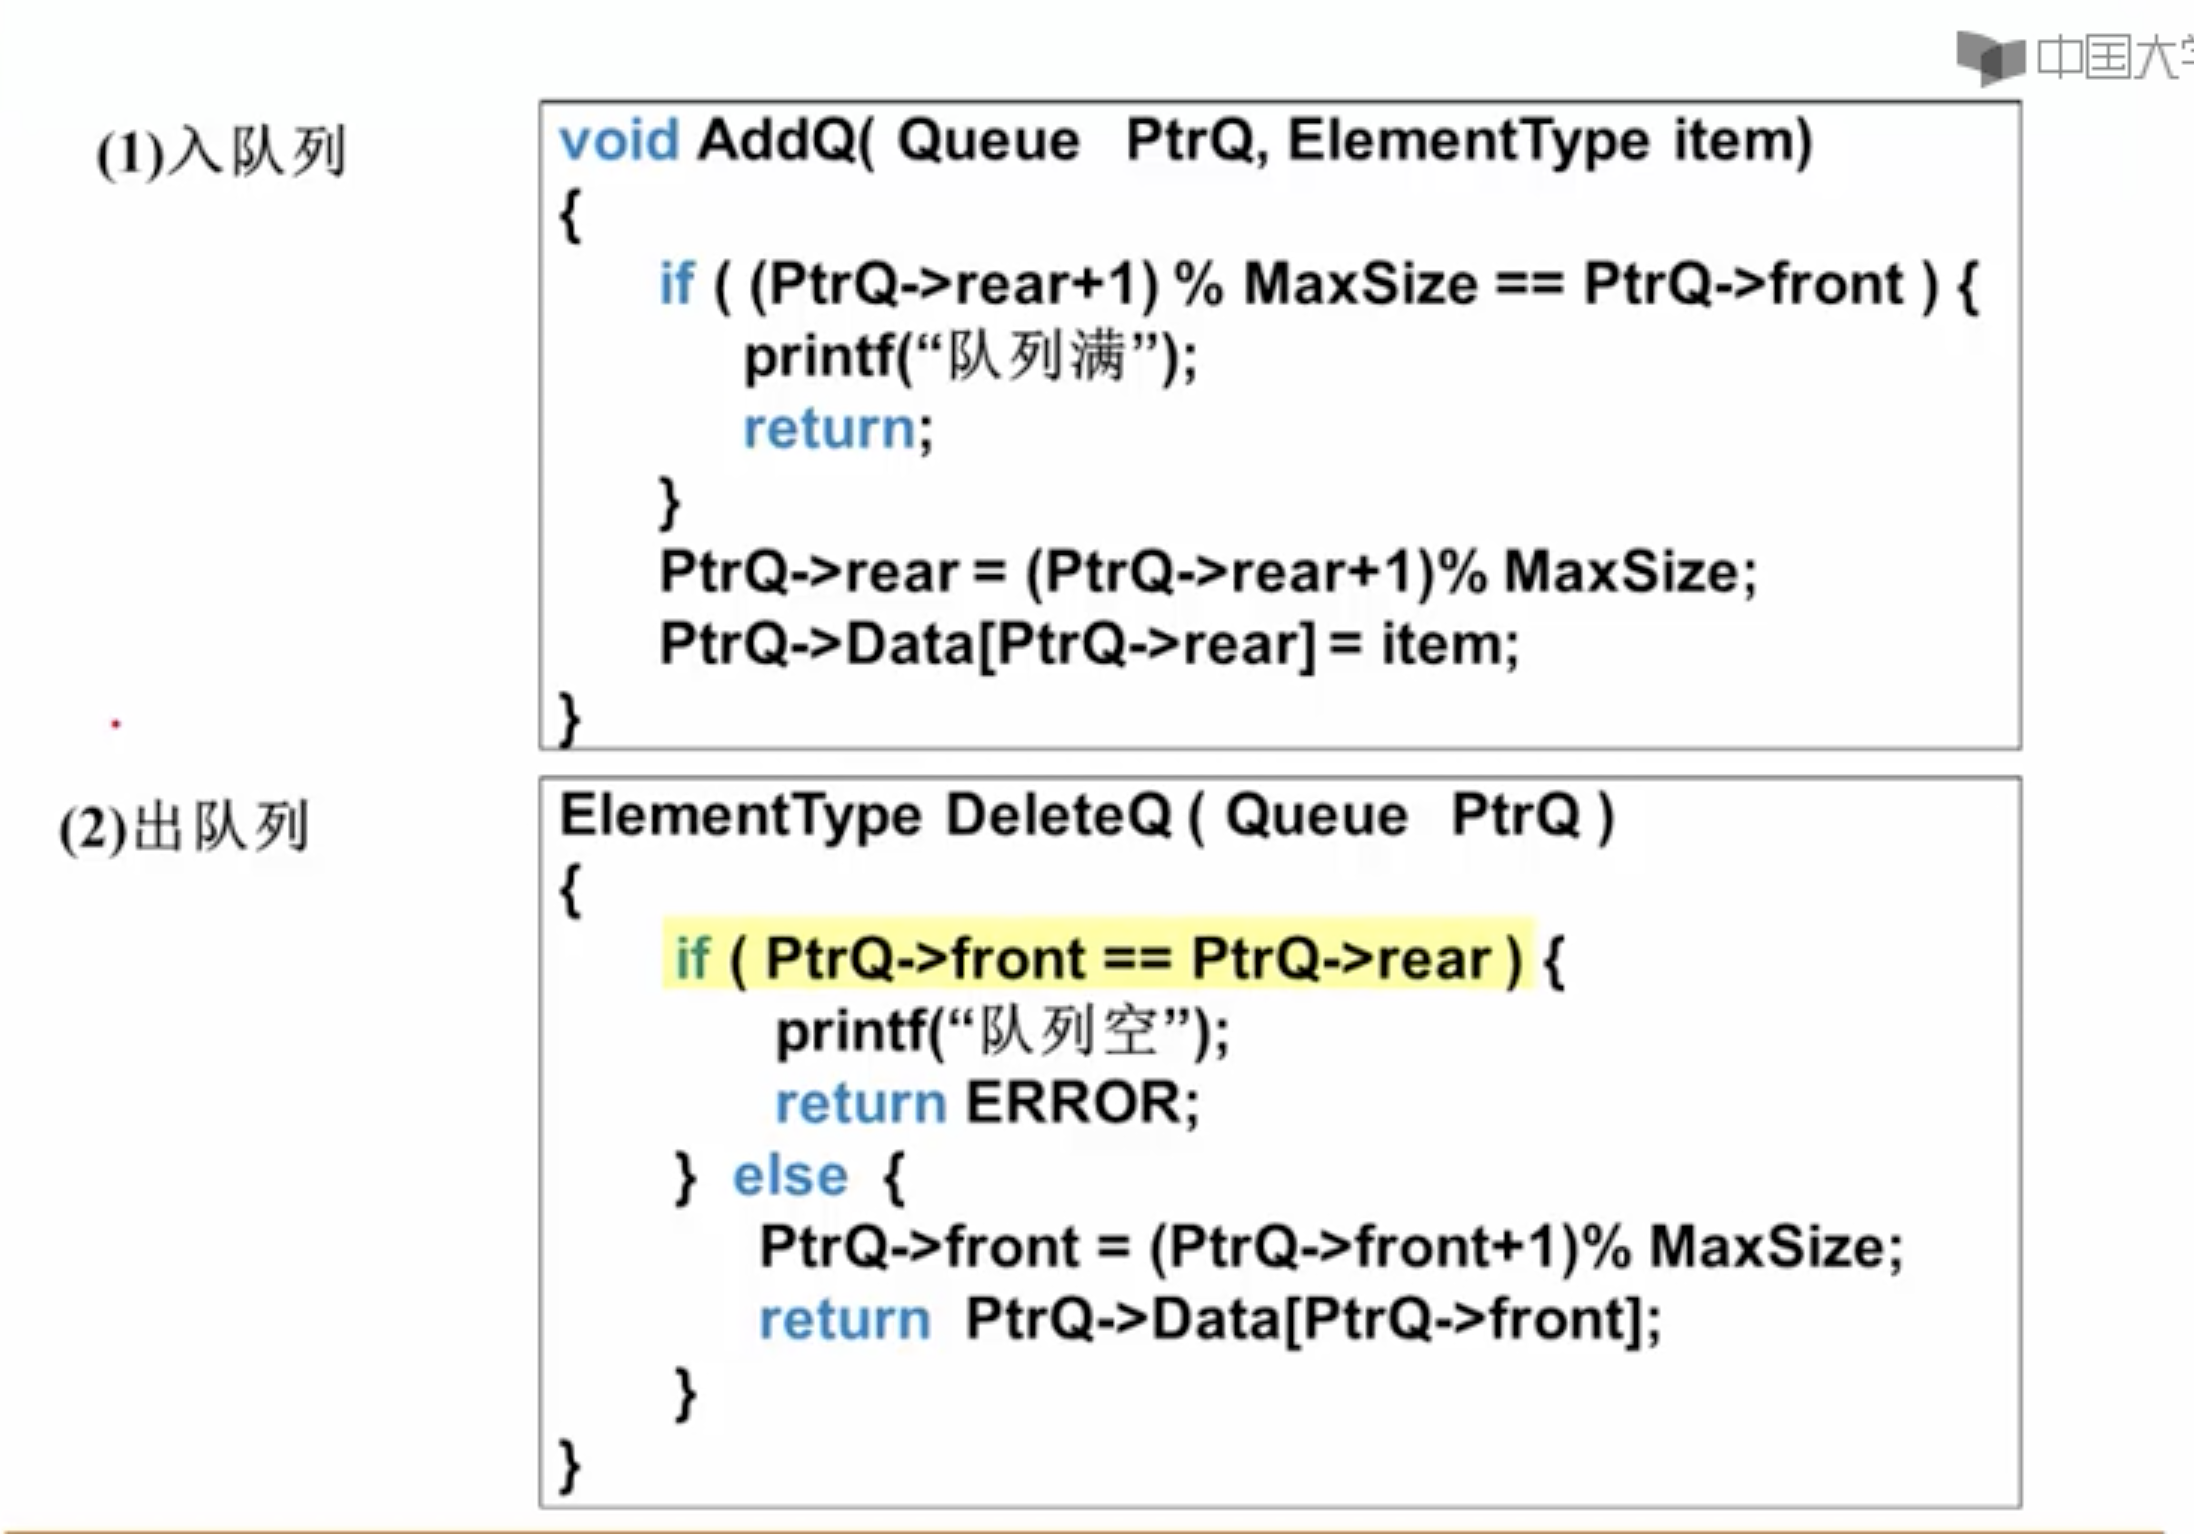 中国大
(1)入队列
void AddQ( Queue PtrQ, ElementType item)
{
if ( (PtrQ->rear+1) % MaxSize == PtrQ->front ) {
printf(“队列满”);
return;
}
PtrQ->rear = (PtrQ->rear+1)% MaxSize;
PtrQ->Data[PtrQ->rear] = item;
}
(2)出队列
ElementType DeleteQ ( Queue PtrQ )
{
if ( PtrQ->front == PtrQ->rear ) {
printf(“队列空”);
return ERROR;
} else {
PtrQ->front = (PtrQ->front+1)% MaxSize;
return PtrQ->Data[PtrQ->front];
}
}